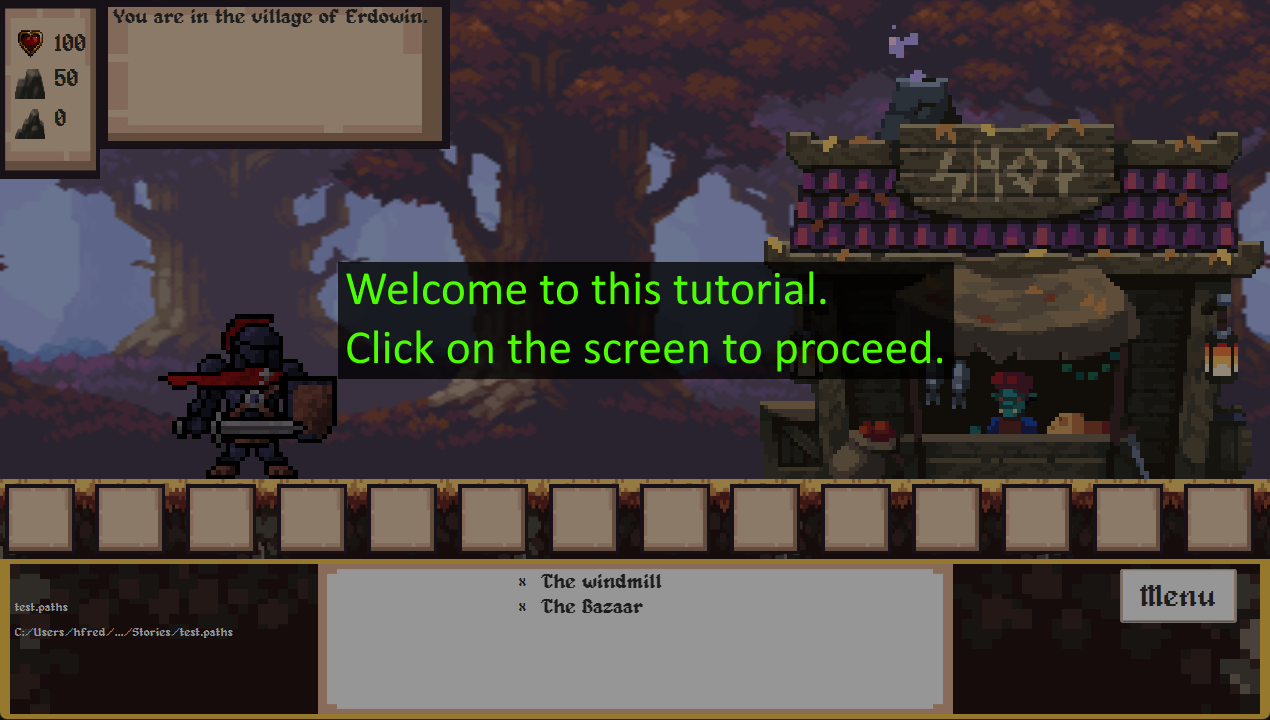 100
50
0
You are in the village of Erdowin.
SHOP
Welcome to this tutorial.
Click on the screen to proceed.
x The windmill
x The Bazaar
test.paths
C:/Users/hfred/.../Stories/test.paths
Menu